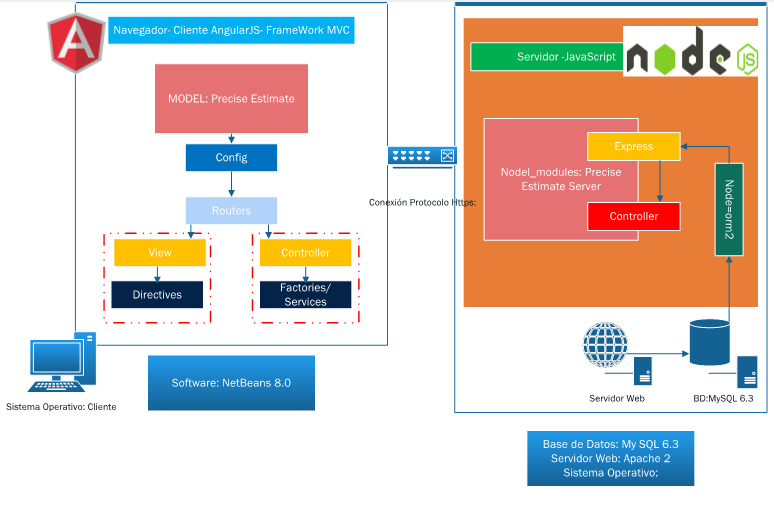 Navegador- Cliente AngularJS- FrameWork MVC
A
MODEL: Precise Estimate
Config
Routers
View
Controller
Directives
Factories/
Services
Sistema Operativo: Cliente
Software: NetBeans 8.0
Conexión Protocolo Https:
Servidor -JavaScript
node
JS
Express
Nodel_modules: Precise
Estimate Server
Controller
Node=orm2
Servidor Web
BD:MySQL 6.3
Base de Datos: My SQL 6.3
Servidor Web: Apache 2
Sistema Operativo: